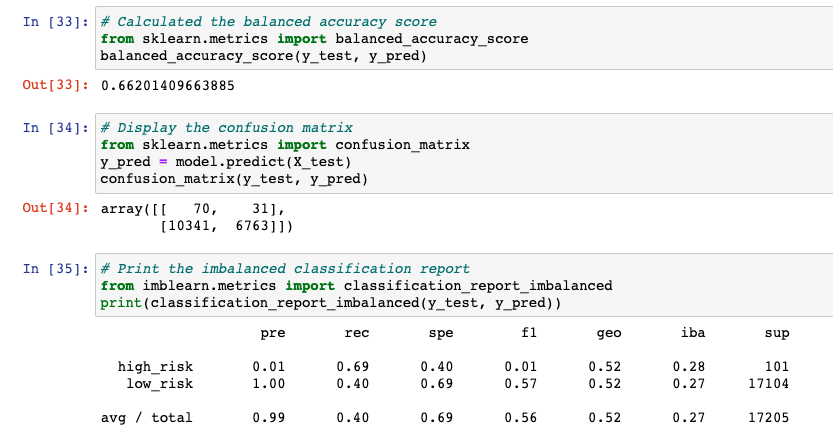 In [33]: # Calculated the balanced accuracy score
from sklearn.metrics import balanced_accuracy_score
balanced_accuracy_score(y_test, y_pred)
Out[33]: 0.66201409663885
In [34]: # Display the confusion matrix
from sklearn.metrics import confusion_matrix
y_pred = model.predict(X_test)
confusion_matrix(y_test, y_pred)
Out[34]: array([[   70,    31],
       [10341,  6763]])
In [35]: # Print the imbalanced classification report
from imblearn.metrics import classification_report_imbalanced
print(classification_report_imbalanced(y_test, y_pred))
pre rec spe f1 geo iba sup
high_risk 0.01 0.69 0.40 0.01 0.52 0.28 101
low_risk 1.00 0.40 0.69 0.57 0.52 0.27 17104
avg / total 0.99 0.40 0.69 0.56 0.52 0.27 17205